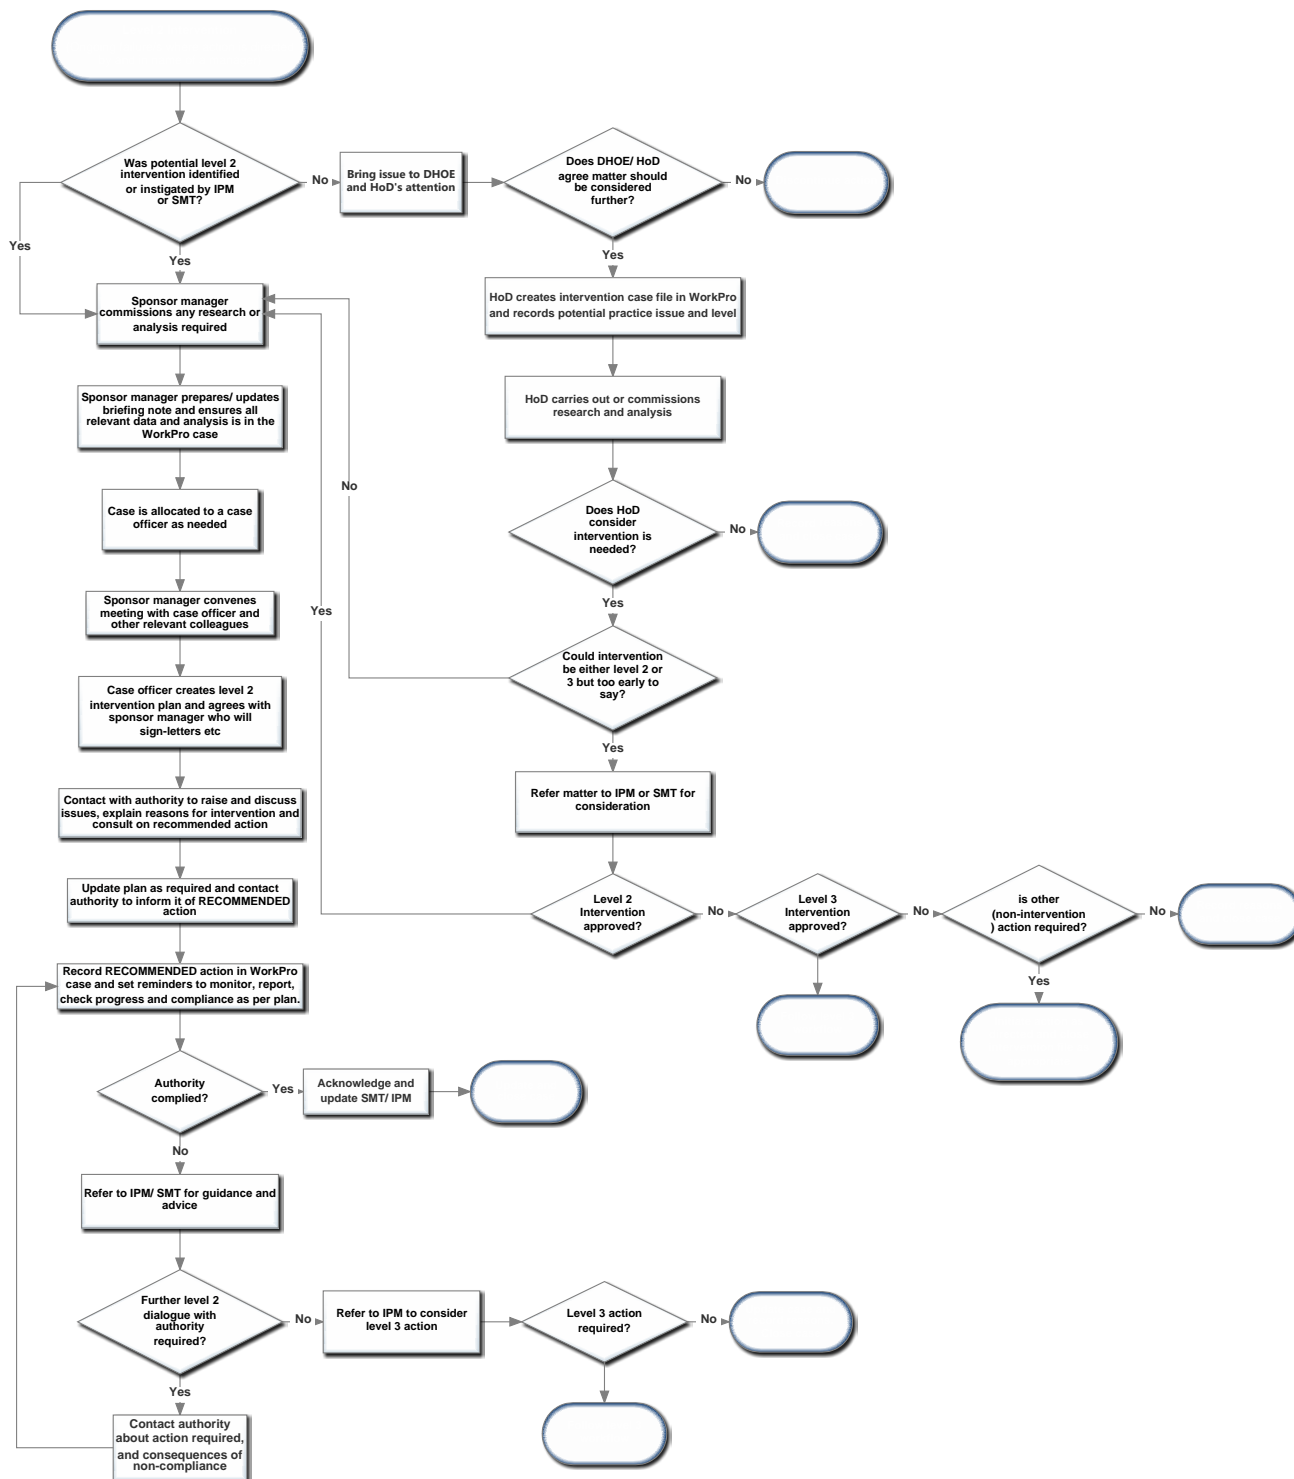 Was potential level 2
intervention identified
or instigated by IPM
or SMT?
No
Bring issue to DHOE
and HoD's attention
Does DHOE/ HoD
agree matter should
be considered
further?
No
Yes
Yes
Yes
Sponsor manager
commissions any research or
analysis required
HoD creates intervention case file in WorkPro
and records potential practice issue and level
Sponsor manager prepares/ updates
briefing note and ensures all
relevant data and analysis is in the
WorkPro case
HoD carries out or commissions
research and analysis
No
Case is allocated to a case
officer as needed
Does HoD
consider
intervention is
needed?
No
Yes
Yes
Sponsor manager convenes
meeting with case officer and
other relevant colleagues
Could intervention
be either level 2 or
3 but too early to
say?
Case officer creates level 2
intervention plan and agrees with
sponsor manager who will
sign-letters etc
Yes
Refer matter to IPM or SMT for
consideration
Contact with authority to raise and discuss
issues, explain reasons for intervention and
consult on recommended action
Update plan as required and contact
authority to inform it of RECOMMENDED
action
Level 2
Intervention
approved?
No
Level 3
Intervention
approved?
No
is other
(non-intervention
) action required?
No
Yes
Record RECOMMENDED action in WorkPro
case and set reminders to monitor, report,
check progress and compliance as per plan.
Authority
complied?
Yes
Acknowledge and
update SMT/ IPM
No
Refer to IPM/ SMT for guidance and
advice
Further level 2
dialogue with
authority
required?
No
Refer to IPM to consider
level 3 action
Level 3 action
required?
No
Yes
Contact authority
about action required,
and consequences of
non-compliance